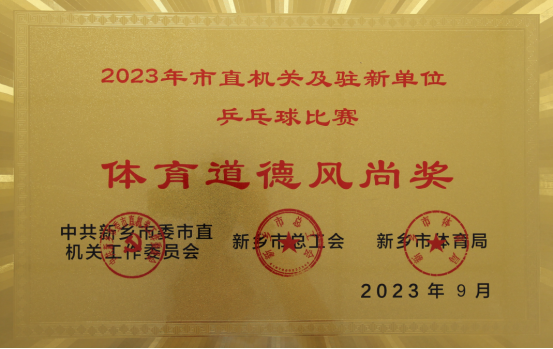 2023年市直机关及驻新单位
乒乓球比赛
体育道德风尚奖
中共新乡市委市直
机关工作委员会
新乡市总工会
新乡市体育局
2023年 9月